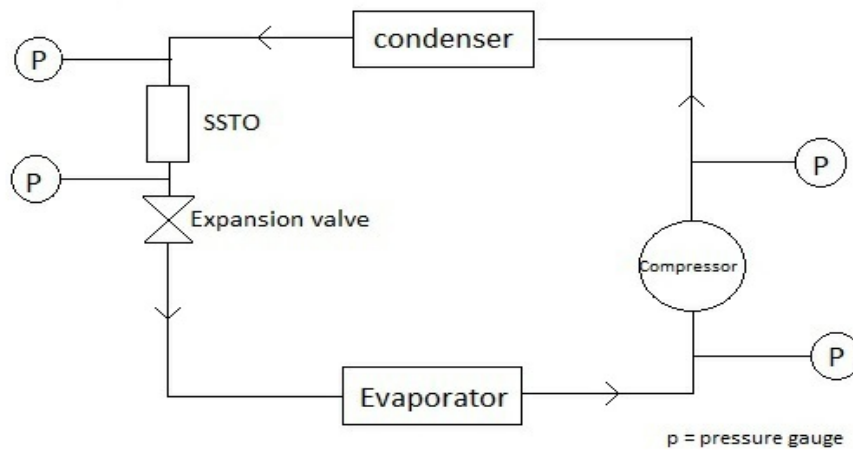 condenser
P
SSTO
P
P
Expansion valve
Compressor
P
Evaporator
p = pressure gauge